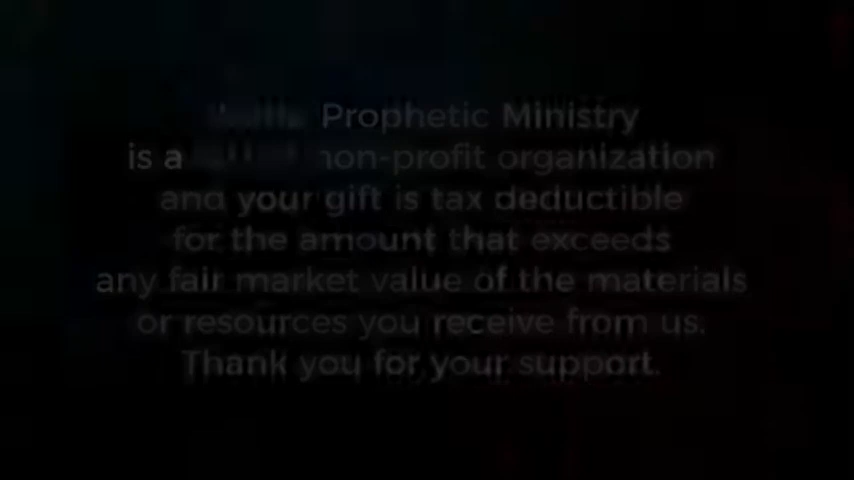 Prophetic Ministry
is a non-profit organization
and your gift is tax deductible
for the amount that exceeds
any fair market value of the materials
or resources you receive from us.
Thank you for your support.